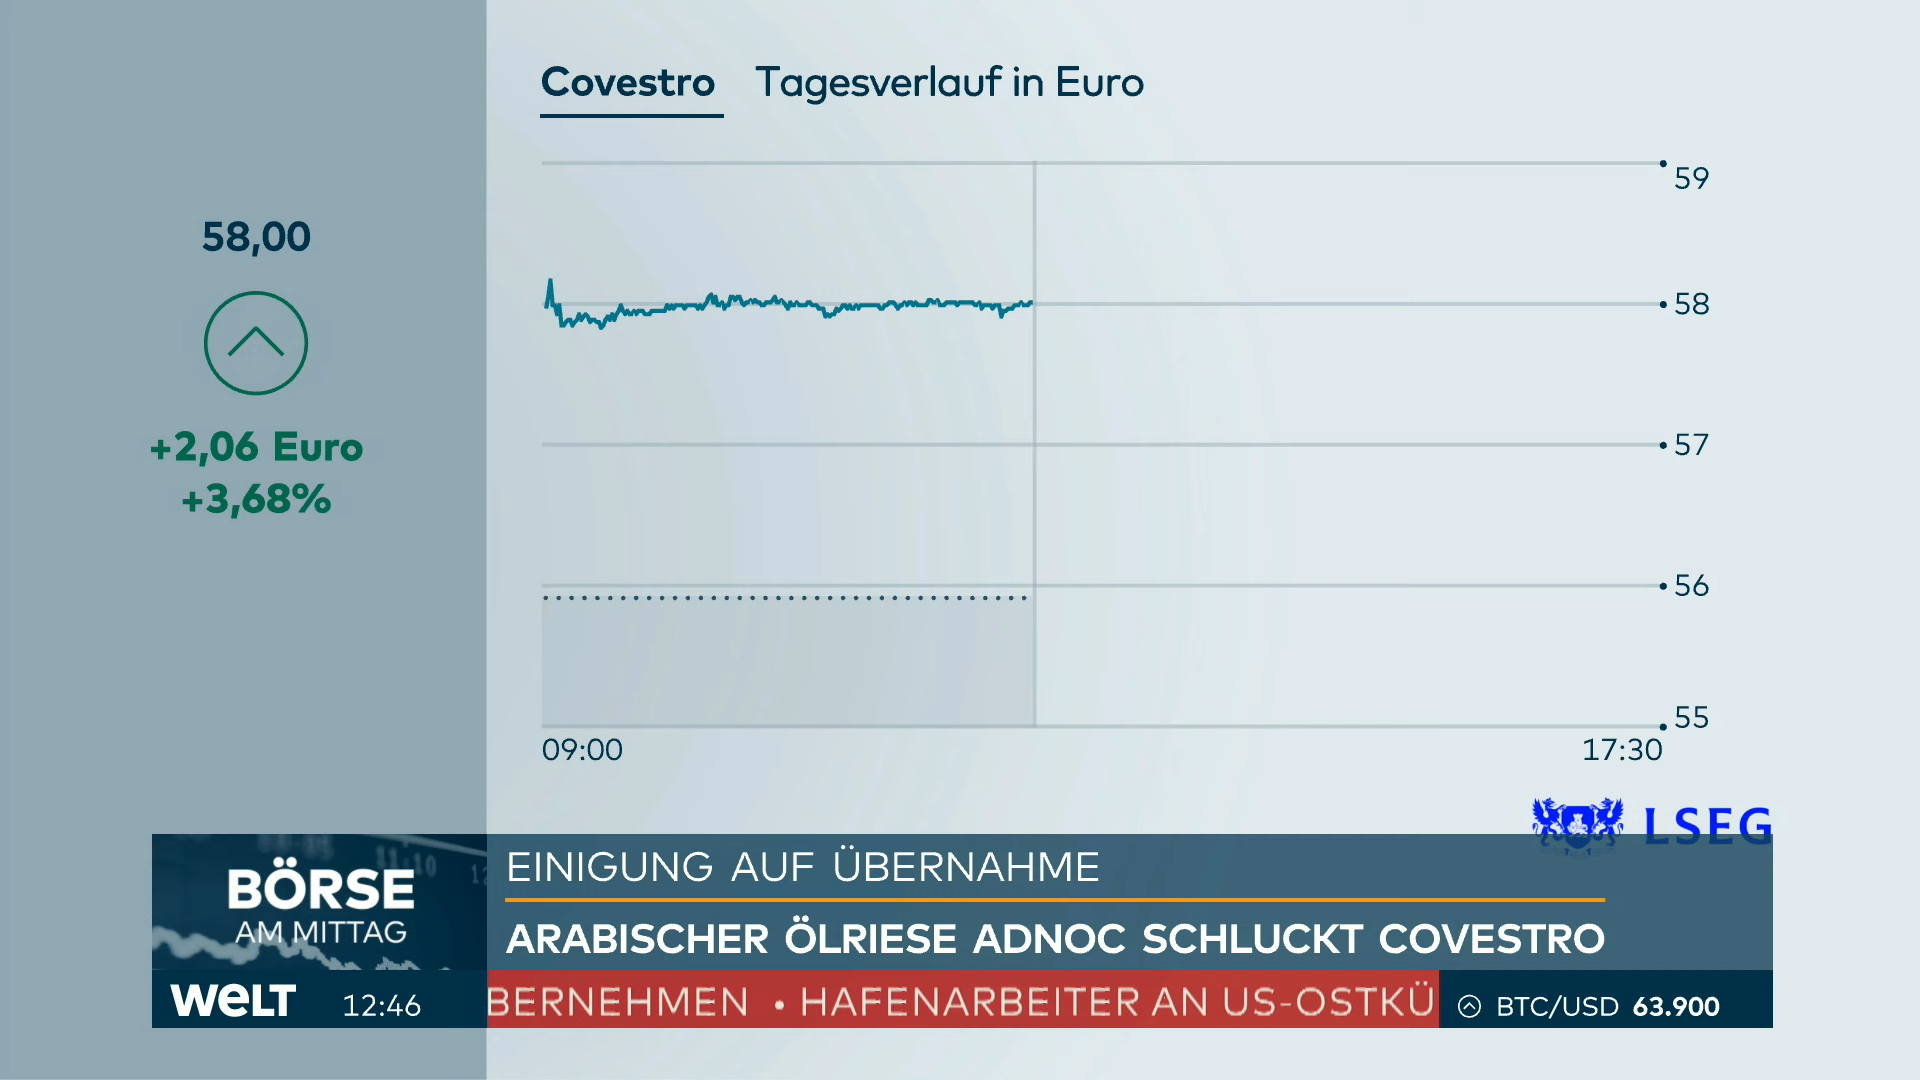 Covestro Tagesverlauf in Euro
59
58,00
58
+2,06 Euro
57
+3,68%
56
55
09:00
17:30
LSEG
BÖRSE
AM MITTAG
EINIGUNG AUF ÜBERNAHME
ARABISCHER ÖLRIESE ADNOC SCHLUCKT COVESTRO
WELT 12:46
BERNEHMEN • HAFENARBEITER AN US-OSTKÜ
BTC/USD 63.900